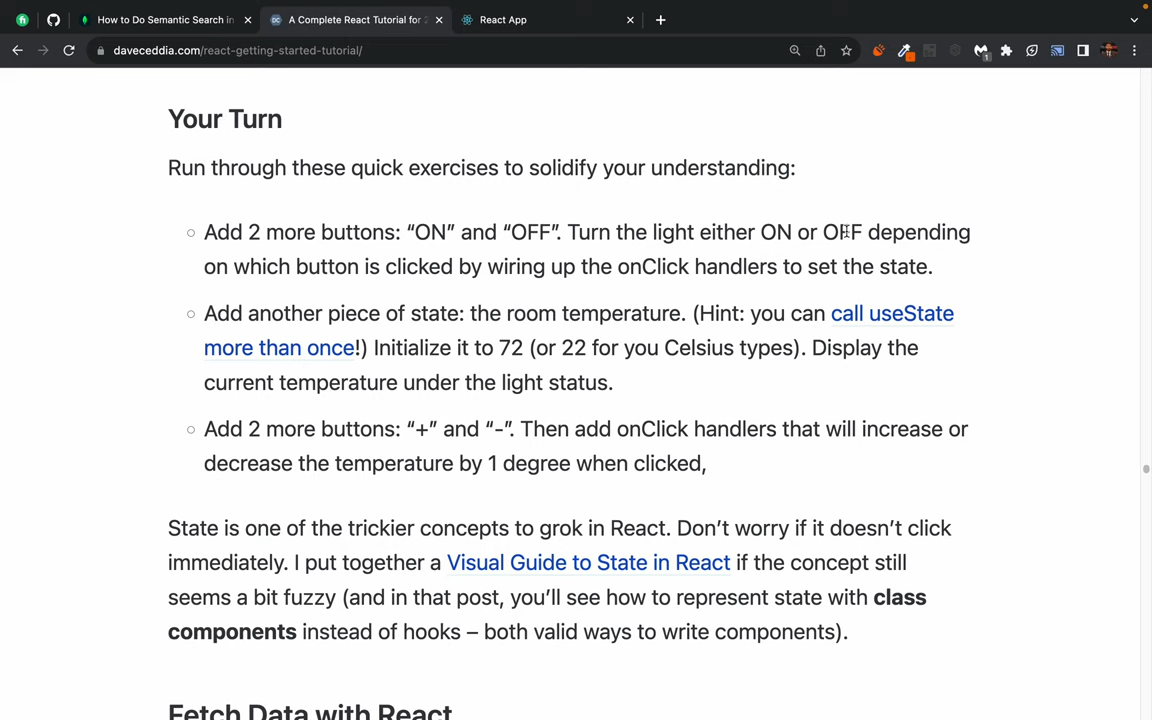 How to Do Semantic Search in
A Complete React Tutorial for 2
React App
daveceddia.com/react-getting-started-tutorial/
1
Your Turn
Run through these quick exercises to solidify your understanding:
Add 2 more buttons: “ON” and “OFF”. Turn the light either ON or OFF depending
on which button is clicked by wiring up the onClick handlers to set the state.
Add another piece of state: the room temperature. (Hint: you can call useState
more than once!) Initialize it to 72 (or 22 for you Celsius types). Display the
current temperature under the light status.
Add 2 more buttons: “+” and “-”. Then add onClick handlers that will increase or
decrease the temperature by 1 degree when clicked,
State is one of the trickier concepts to grok in React. Don’t worry if it doesn’t click
immediately. I put together a Visual Guide to State in React if the concept still
seems a bit fuzzy (and in that post, you’ll see how to represent state with class
components instead of hooks – both valid ways to write components).
Fetch Data with React